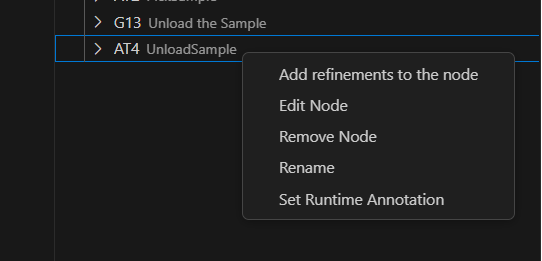 G13 Unload the Sample
AT4 UnloadSample
Add refinements to the node
Edit Node
Remove Node
Rename
Set Runtime Annotation